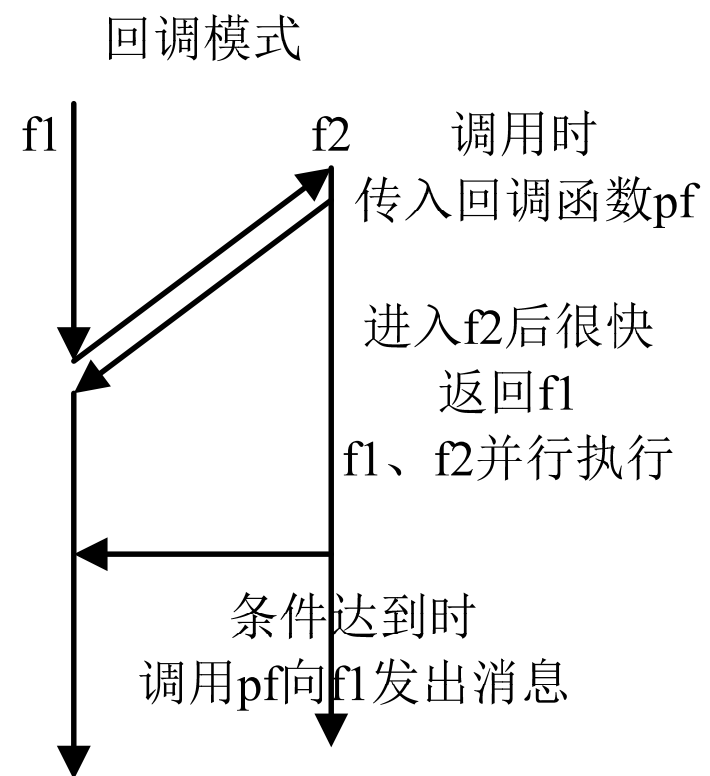 回调模式
f1
f2
调用时
传入回调函数pf
进入f2后很快
返回f1
f1、f2并行执行
条件达到时
调用pf向f1发出消息